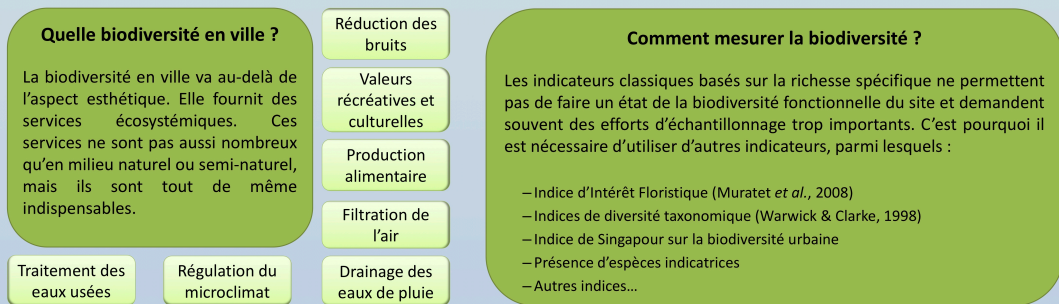 Quelle biodiversité en ville ?
La biodiversité en ville va au-delà de
l’aspect esthétique. Elle fournit des
services écosystémiques. Ces
services ne sont pas aussi nombreux
qu’en milieu naturel ou semi-naturel,
mais ils sont tout de même
indispensables.
Réduction des
bruits
Valeurs
récréatives et
culturelles
Production
alimentaire
Filtration de
l’air
Traitement des
eaux usées
Régulation du
microclimat
Drainage des
eaux de pluie
Comment mesurer la biodiversité ?
Les indicateurs classiques basés sur la richesse spécifique ne permettent
pas de faire un état de la biodiversité fonctionnelle du site et demandent
souvent des efforts d’échantillonnage trop importants. C’est pourquoi il
est nécessaire d’utiliser d’autres indicateurs, parmi lesquels :
– Indice d’Intérêt Floristique (Muratet et al., 2008)
– Indices de diversité taxonomique (Warwick & Clarke, 1998)
– Indice de Singapour sur la biodiversité urbaine
– Présence d’espèces indicatrices
– Autres indices…